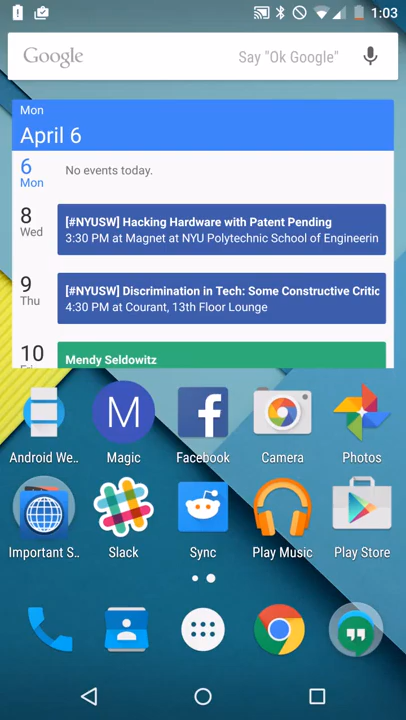 1:03
Google
Say "Ok Google"
Mon
April 6
6
Mon
No events today.
8
Wed
[#NYUSW] Hacking Hardware with Patent Pending
3:30 PM at Magnet at NYU Polytechnic School of Engineerin
9
Thu
[#NYUSW] Discrimination in Tech: Some Constructive Critic
4:30 PM at Courant, 13th Floor Lounge
10
Mendy Seldowitz
M
Android We..
Magic
Facebook
Camera
Photos
Important S..
Slack
Sync
Play Music
Play Store